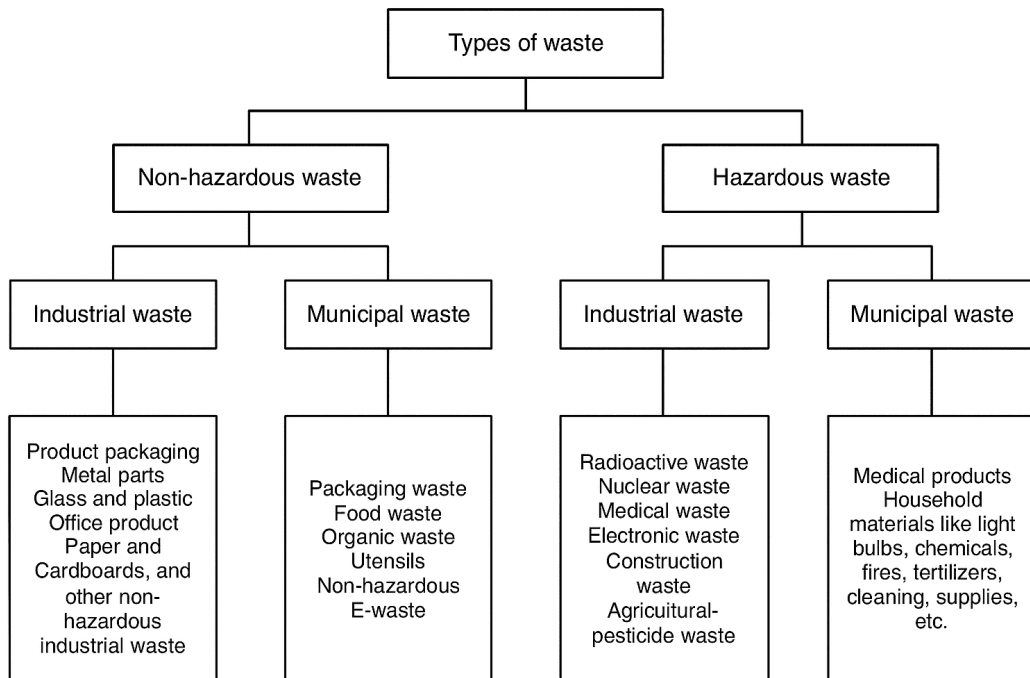 Types of waste
Non-hazardous waste
Hazardous waste
Industrial waste
Municipal waste
Industrial waste
Municipal waste
Product packaging
Metal parts
Glass and plastic
Office product
Paper and
Cardboards, and
other non-
hazardous
industrial waste
Packaging waste
Food waste
Organic waste
Utensils
Non-hazardous
E-waste
Radioactive waste
Nuclear waste
Medical waste
Electronic waste
Construction
waste
Agricuitural-
pesticide waste
Medical products
Household
materials like light
bulbs, chemicals,
fires, tertilizers,
cleaning, supplies,
etc.